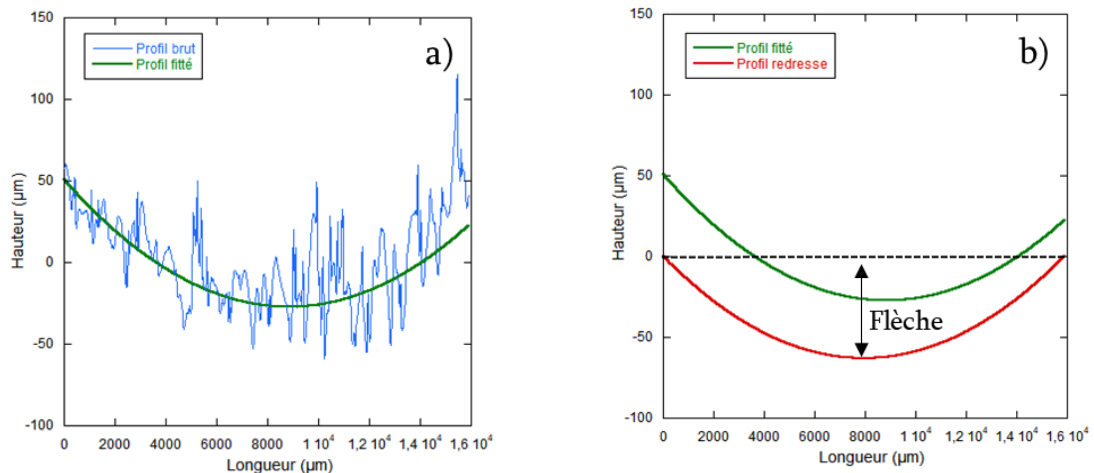 a)
Profil brut
Profil fitté
Hauteur (µm)
150
100
50
0
-50
-100
0
2000
4000
6000
8000
1 10⁴
1,2 10⁴
1,4 10⁴
1,6 10⁴
Longueur (µm)
b)
Profil fitté
Profil redresse
Flèche
Hauteur (µm)
150
100
50
0
-50
-100
0
2000
4000
6000
8000
1 10⁴
1,2 10⁴
1,4 10⁴
1,6 10⁴
Longueur (µm)